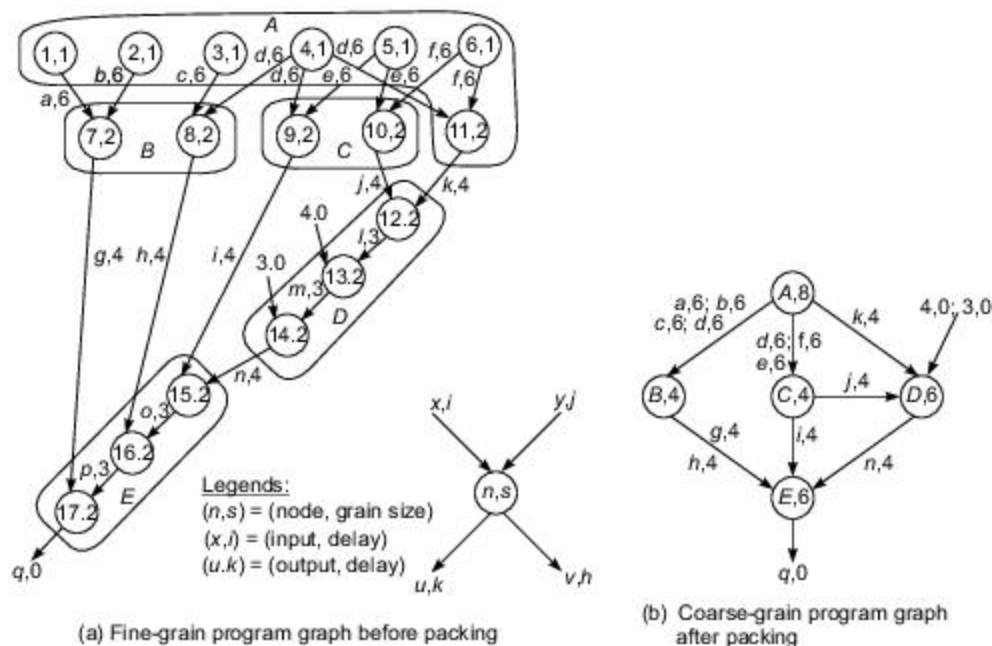 A
1,1
2,1
3,1
4,1
5,1
6,1
d,6
d,6
f,6
a,6
b,6
c,6
d,6
e,6
e,6
f,6
7,2
B
8,2
9,2
C
10,2
11,2
j,4
k,4
12.2
4.0
l,3
13.2
3.0
m,3
D
14.2
g,4
h,4
i,4
n,4
15.2
o,3
16.2
p,3
E
17.2
q,0
Legends:
(n,s) = (node, grain size)
(x,i) = (input, delay)
(u.k) = (output, delay)
x,i
y,j
n,s
u,k
v,h
(a) Fine-grain program graph before packing
A,8
a,6; b,6
c,6; d,6
k,4
4,0; 3,0
d,6; f,6
e,6
B,4
C,4
j,4
D,6
g,4
h,4
i,4
n,4
E,6
q,0
(b) Coarse-grain program graph
after packing